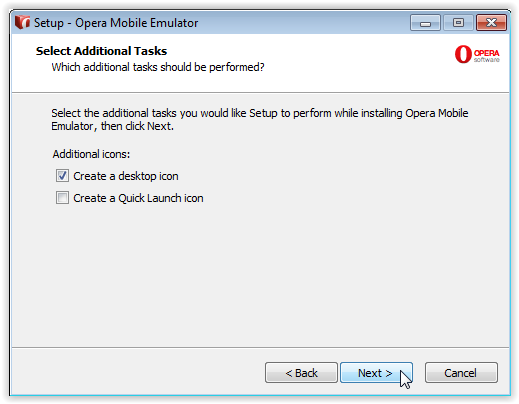 Setup - Opera Mobile Emulator
Select Additional Tasks
Which additional tasks should be performed?
OPERA
software
Select the additional tasks you would like Setup to perform while installing Opera Mobile
Emulator, then click Next.
Additional icons:
Create a desktop icon
Create a Quick Launch icon
< Back
Next >
Cancel